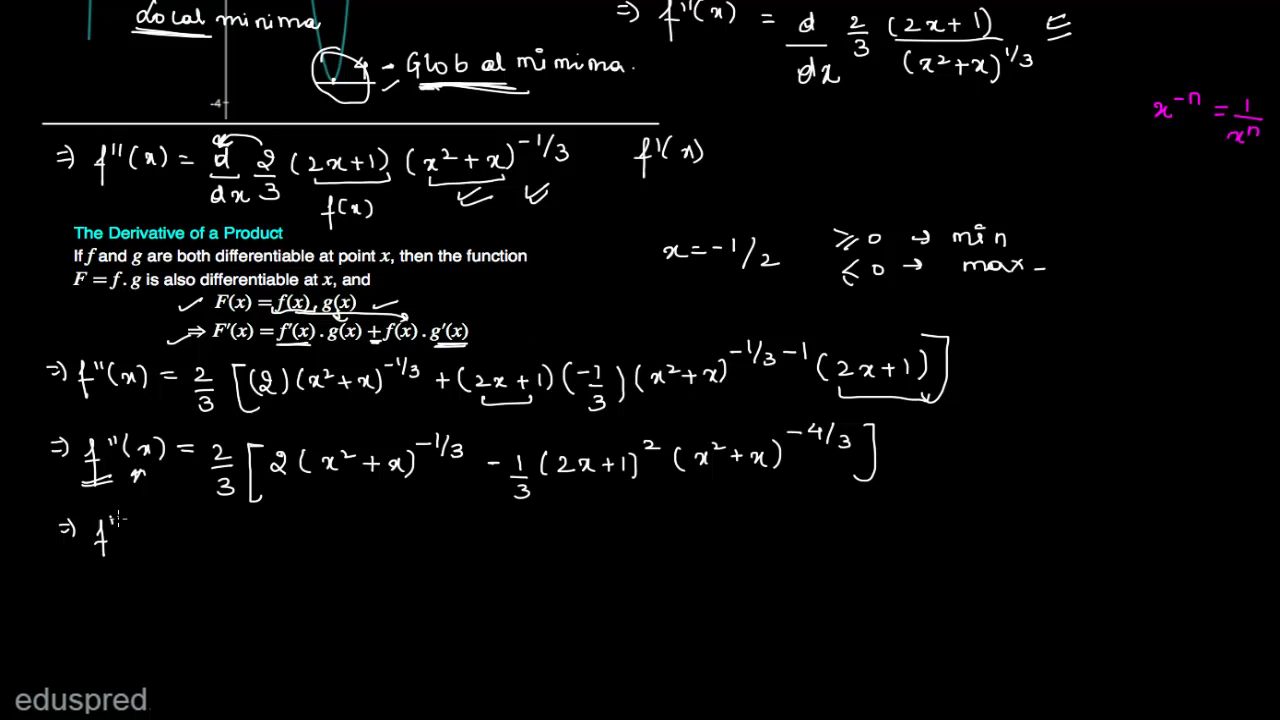 Local minima
-4
Global minima.
⇒ f''(x) = d/dx 2/3 (2x+1)/(x²+x)^1/3
x^-n = 1/x^n
⇒ f''(x) = d/dx 2/3 (2x+1) (x²+x)^-1/3 f'(x)
f(x)
The Derivative of a Product
If f and g are both differentiable at point x, then the function
F = f . g is also differentiable at x, and
F(x) = f(x) . g(x)
⇒ F'(x) = f'(x) . g(x) + f(x) . g'(x)
x = -1/2
≥ 0 → min
≤ 0 → max
⇒ f''(x) = 2/3 [(2)(x²+x)^-1/3 + (2x+1)(-1/3)(x²+x)^-1/3-1 (2x+1)]
⇒ f''(x) = 2/3 [2(x²+x)^-1/3 - 1/3 (2x+1)² (x²+x)^-4/3]
⇒ f''
eduspred